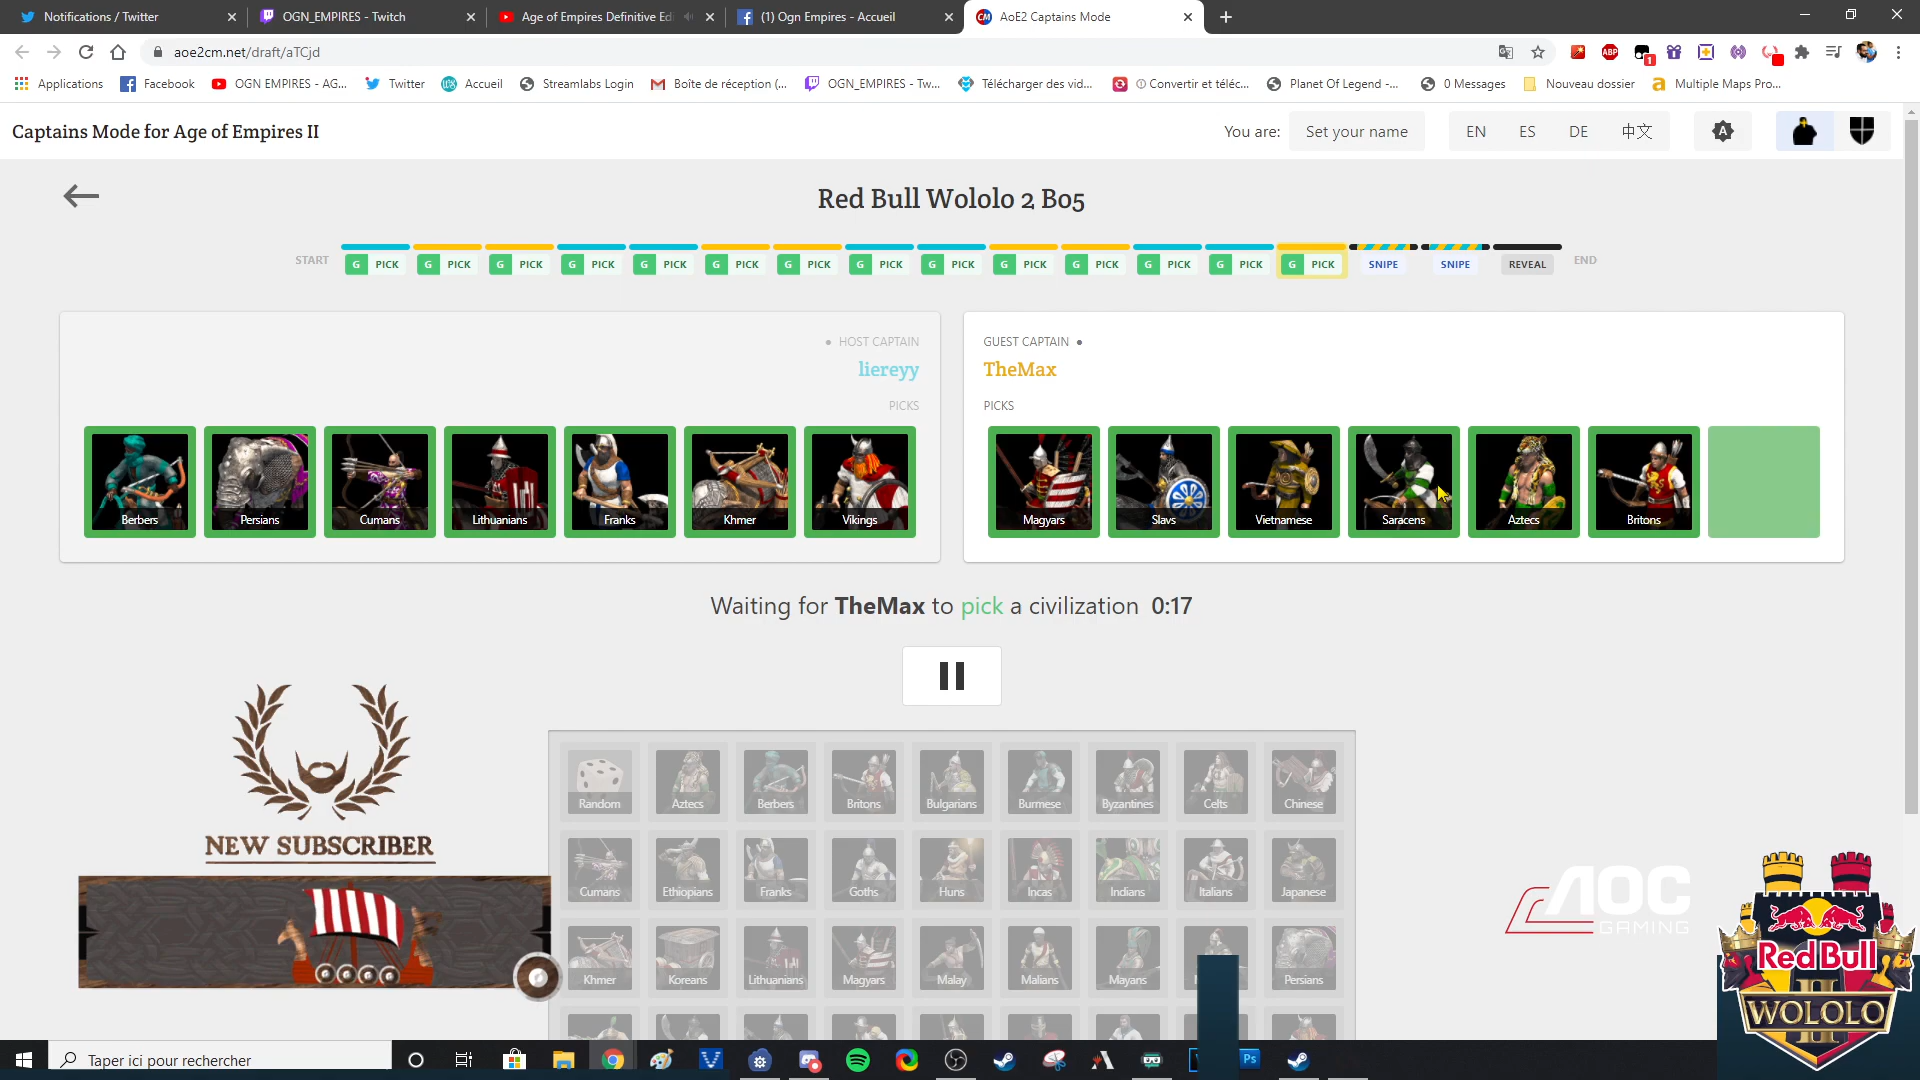 Notifications / Twitter
OGN_EMPIRES - Twitch
Age of Empires Definitive Edi
(1) Ogn Empires - Accueil
AoE2 Captains Mode
aoe2cm.net/draft/aTCjd
Applications
Facebook
OGN EMPIRES - AG...
Twitter
Accueil
Streamlabs Login
Boîte de réception (...
OGN_EMPIRES - Tw...
Télécharger des vid...
Convertir et téléc...
Planet Of Legend -...
0 Messages
Nouveau dossier
Multiple Maps Pro...
Captains Mode for Age of Empires II
You are: Set your name
EN ES DE 中文
Red Bull Wololo 2 Bo5
START G PICK G PICK G PICK G PICK G PICK G PICK G PICK G PICK G PICK G PICK G PICK G PICK G PICK G PICK SNIPE SNIPE REVEAL END
HOST CAPTAIN
liereyy
PICKS
Berbers Persians Cumans Lithuanians Franks Khmer Vikings
GUEST CAPTAIN
TheMax
PICKS
Magyars Slavs Vietnamese Saracens Aztecs Britons
Waiting for TheMax to pick a civilization 0:17
Random Aztecs Berbers Britons Bulgarians Burmese Byzantines Celts Chinese
Cumans Ethiopians Franks Goths Huns Incas Indians Italians Japanese
Khmer Koreans Lithuanians Magyars Malay Malians Mayans Persians
NEW SUBSCRIBER
AOC
GAMING
Red Bull
II
WOLOLO
Taper ici pour rechercher
Ps